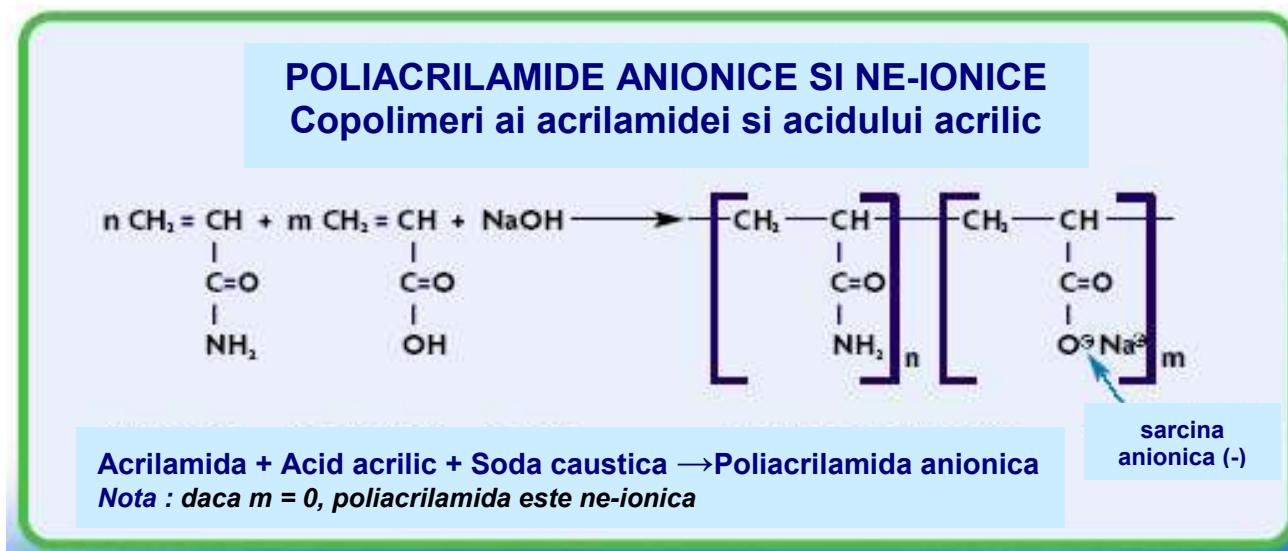 POLIACRILAMIDE ANIONICE SI NE-IONICE
Copolimeri ai acrilamidei si acidului acrilic
n CH₂ = CH + m CH₂ = CH + NaOH ⟶ CH₂ — CH CH₂ — CH
C=O C=O C=O C=O
NH₂ OH NH₂ n O⊖ Na m
sarcina
anionica (-)
Acrilamida + Acid acrilic + Soda caustica →Poliacrilamida anionica
Nota : daca m = 0, poliacrilamida este ne-ionica